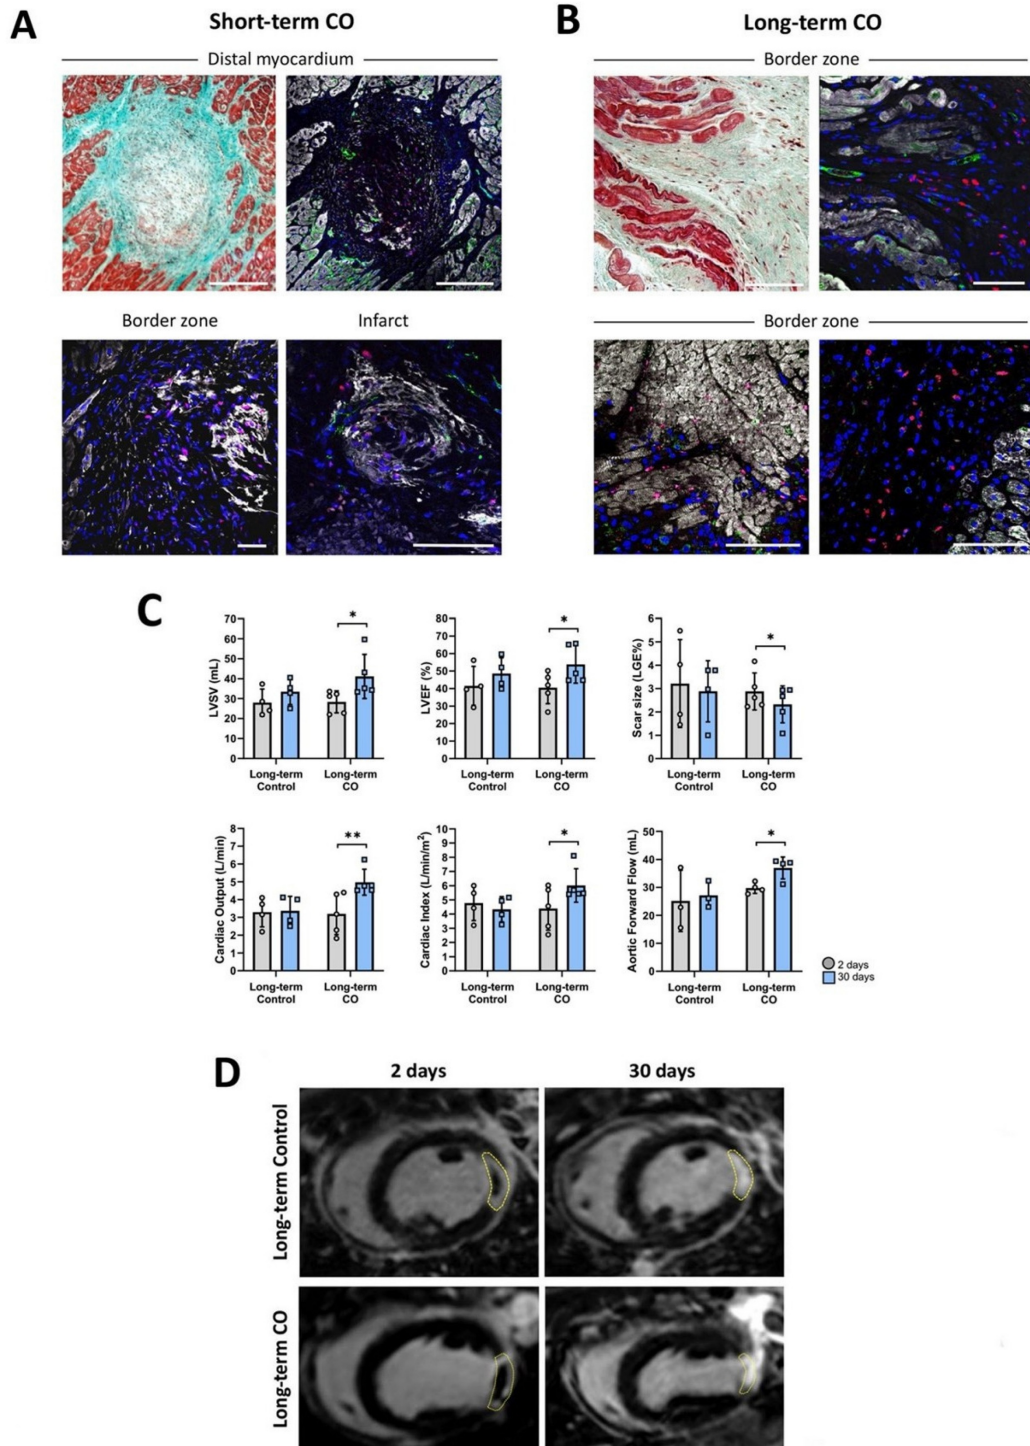 A
Short-term CO
Distal myocardium
Border zone
Infarct
B
Long-term CO
Border zone
Border zone
C
LVSV (mL)
70
60
50
40
30
20
10
0
*
Long-term Control
Long-term CO
LVEF (%)
80
70
60
50
40
30
20
10
0
*
Long-term Control
Long-term CO
Scar size (LGE%)
6
5
4
3
2
1
0
*
Long-term Control
Long-term CO
Cardiac Output (L/min)
8
7
6
5
4
3
2
1
0
**
Long-term Control
Long-term CO
Cardiac Index (L/min/m²)
10
9
8
7
6
5
4
3
2
1
0
*
Long-term Control
Long-term CO
Aortic Forward Flow (mL)
50
40
30
20
10
0
*
Long-term Control
Long-term CO
2 days
30 days
D
2 days
30 days
Long-term Control
Long-term CO